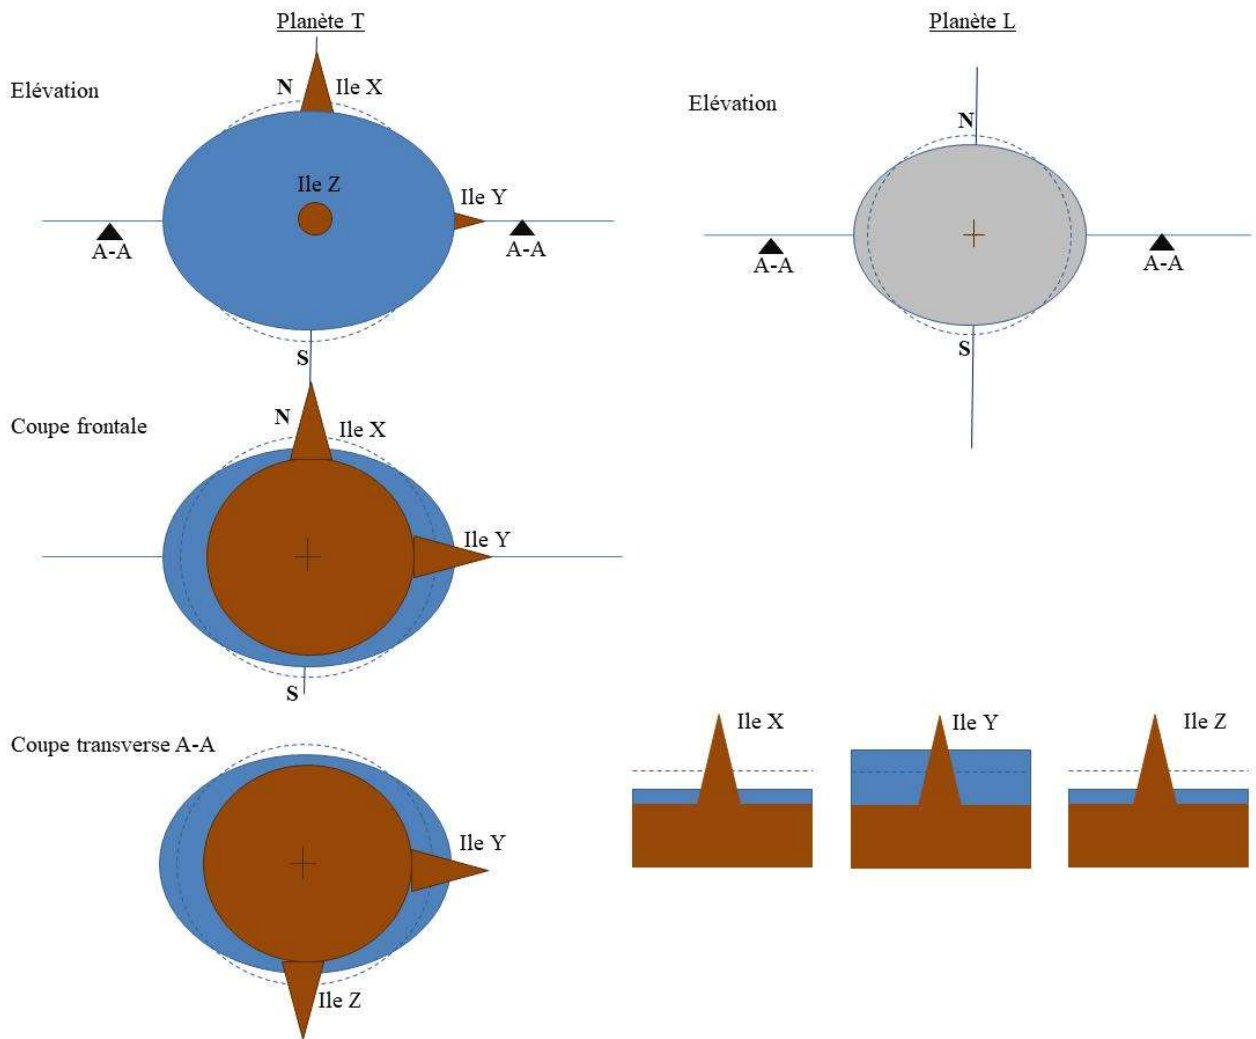 Planète T
Planète L
Elévation
N
Ile X
Elévation
N
Ile Z
Ile Y
A-A
A-A
A-A
A-A
S
S
Coupe frontale
N
Ile X
Ile Y
S
Coupe transverse A-A
Ile Y
Ile Z
Ile X
Ile Y
Ile Z